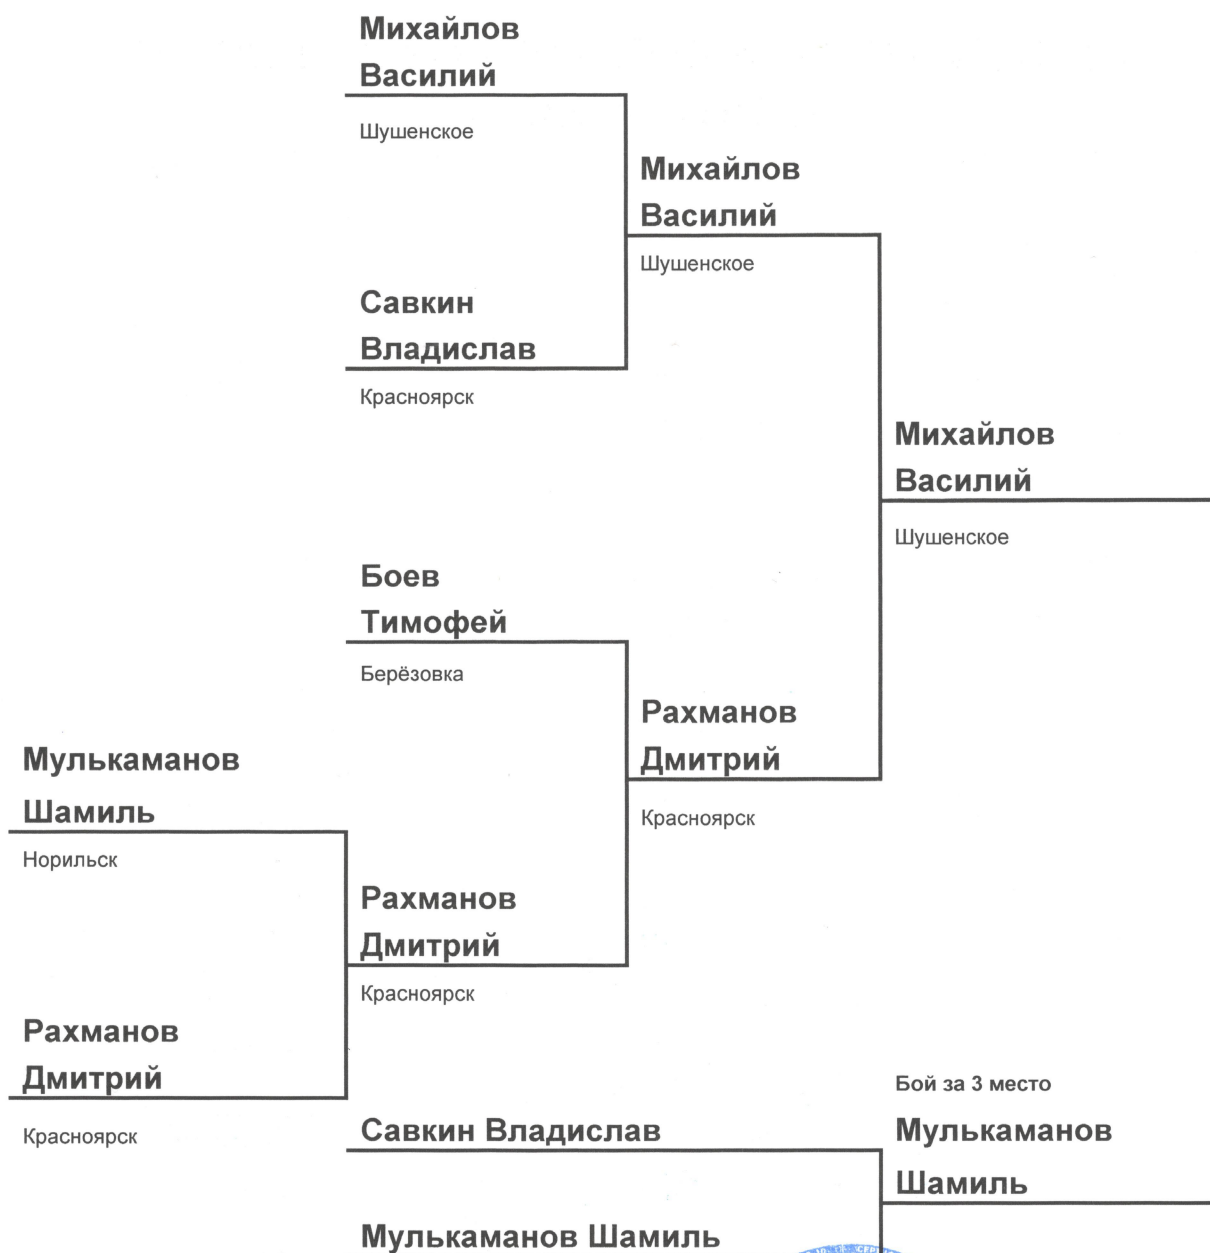 Михайлов
Василий
Шушенское
Михайлов
Василий
Шушенское
Савкин
Владислав
Красноярск
Михайлов
Василий
Шушенское
Боев
Тимофей
Берёзовка
Рахманов
Дмитрий
Красноярск
Мулькаманов
Шамиль
Норильск
Рахманов
Дмитрий
Красноярск
Рахманов
Дмитрий
Красноярск
Бой за 3 место
Савкин Владислав
Мулькаманов
Шамиль
Мулькаманов Шамиль